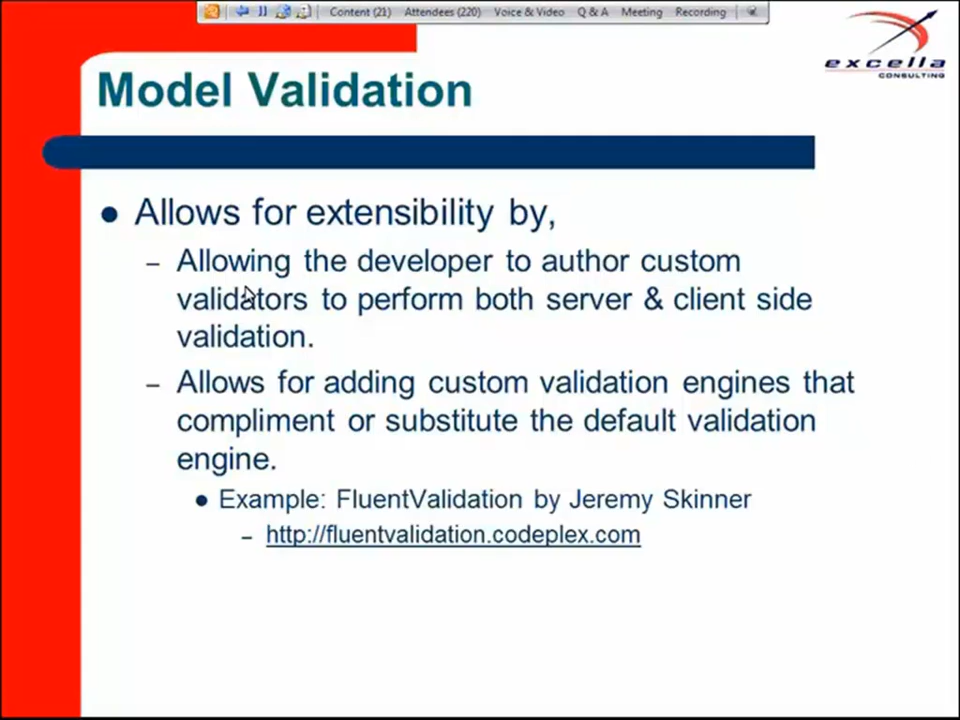 Content (21) Attendees (220) Voice & Video Q & A Meeting Recording
excella
CONSULTING
Model Validation
● Allows for extensibility by,
– Allowing the developer to author custom
validators to perform both server & client side
validation.
– Allows for adding custom validation engines that
compliment or substitute the default validation
engine.
● Example: FluentValidation by Jeremy Skinner
– http://fluentvalidation.codeplex.com